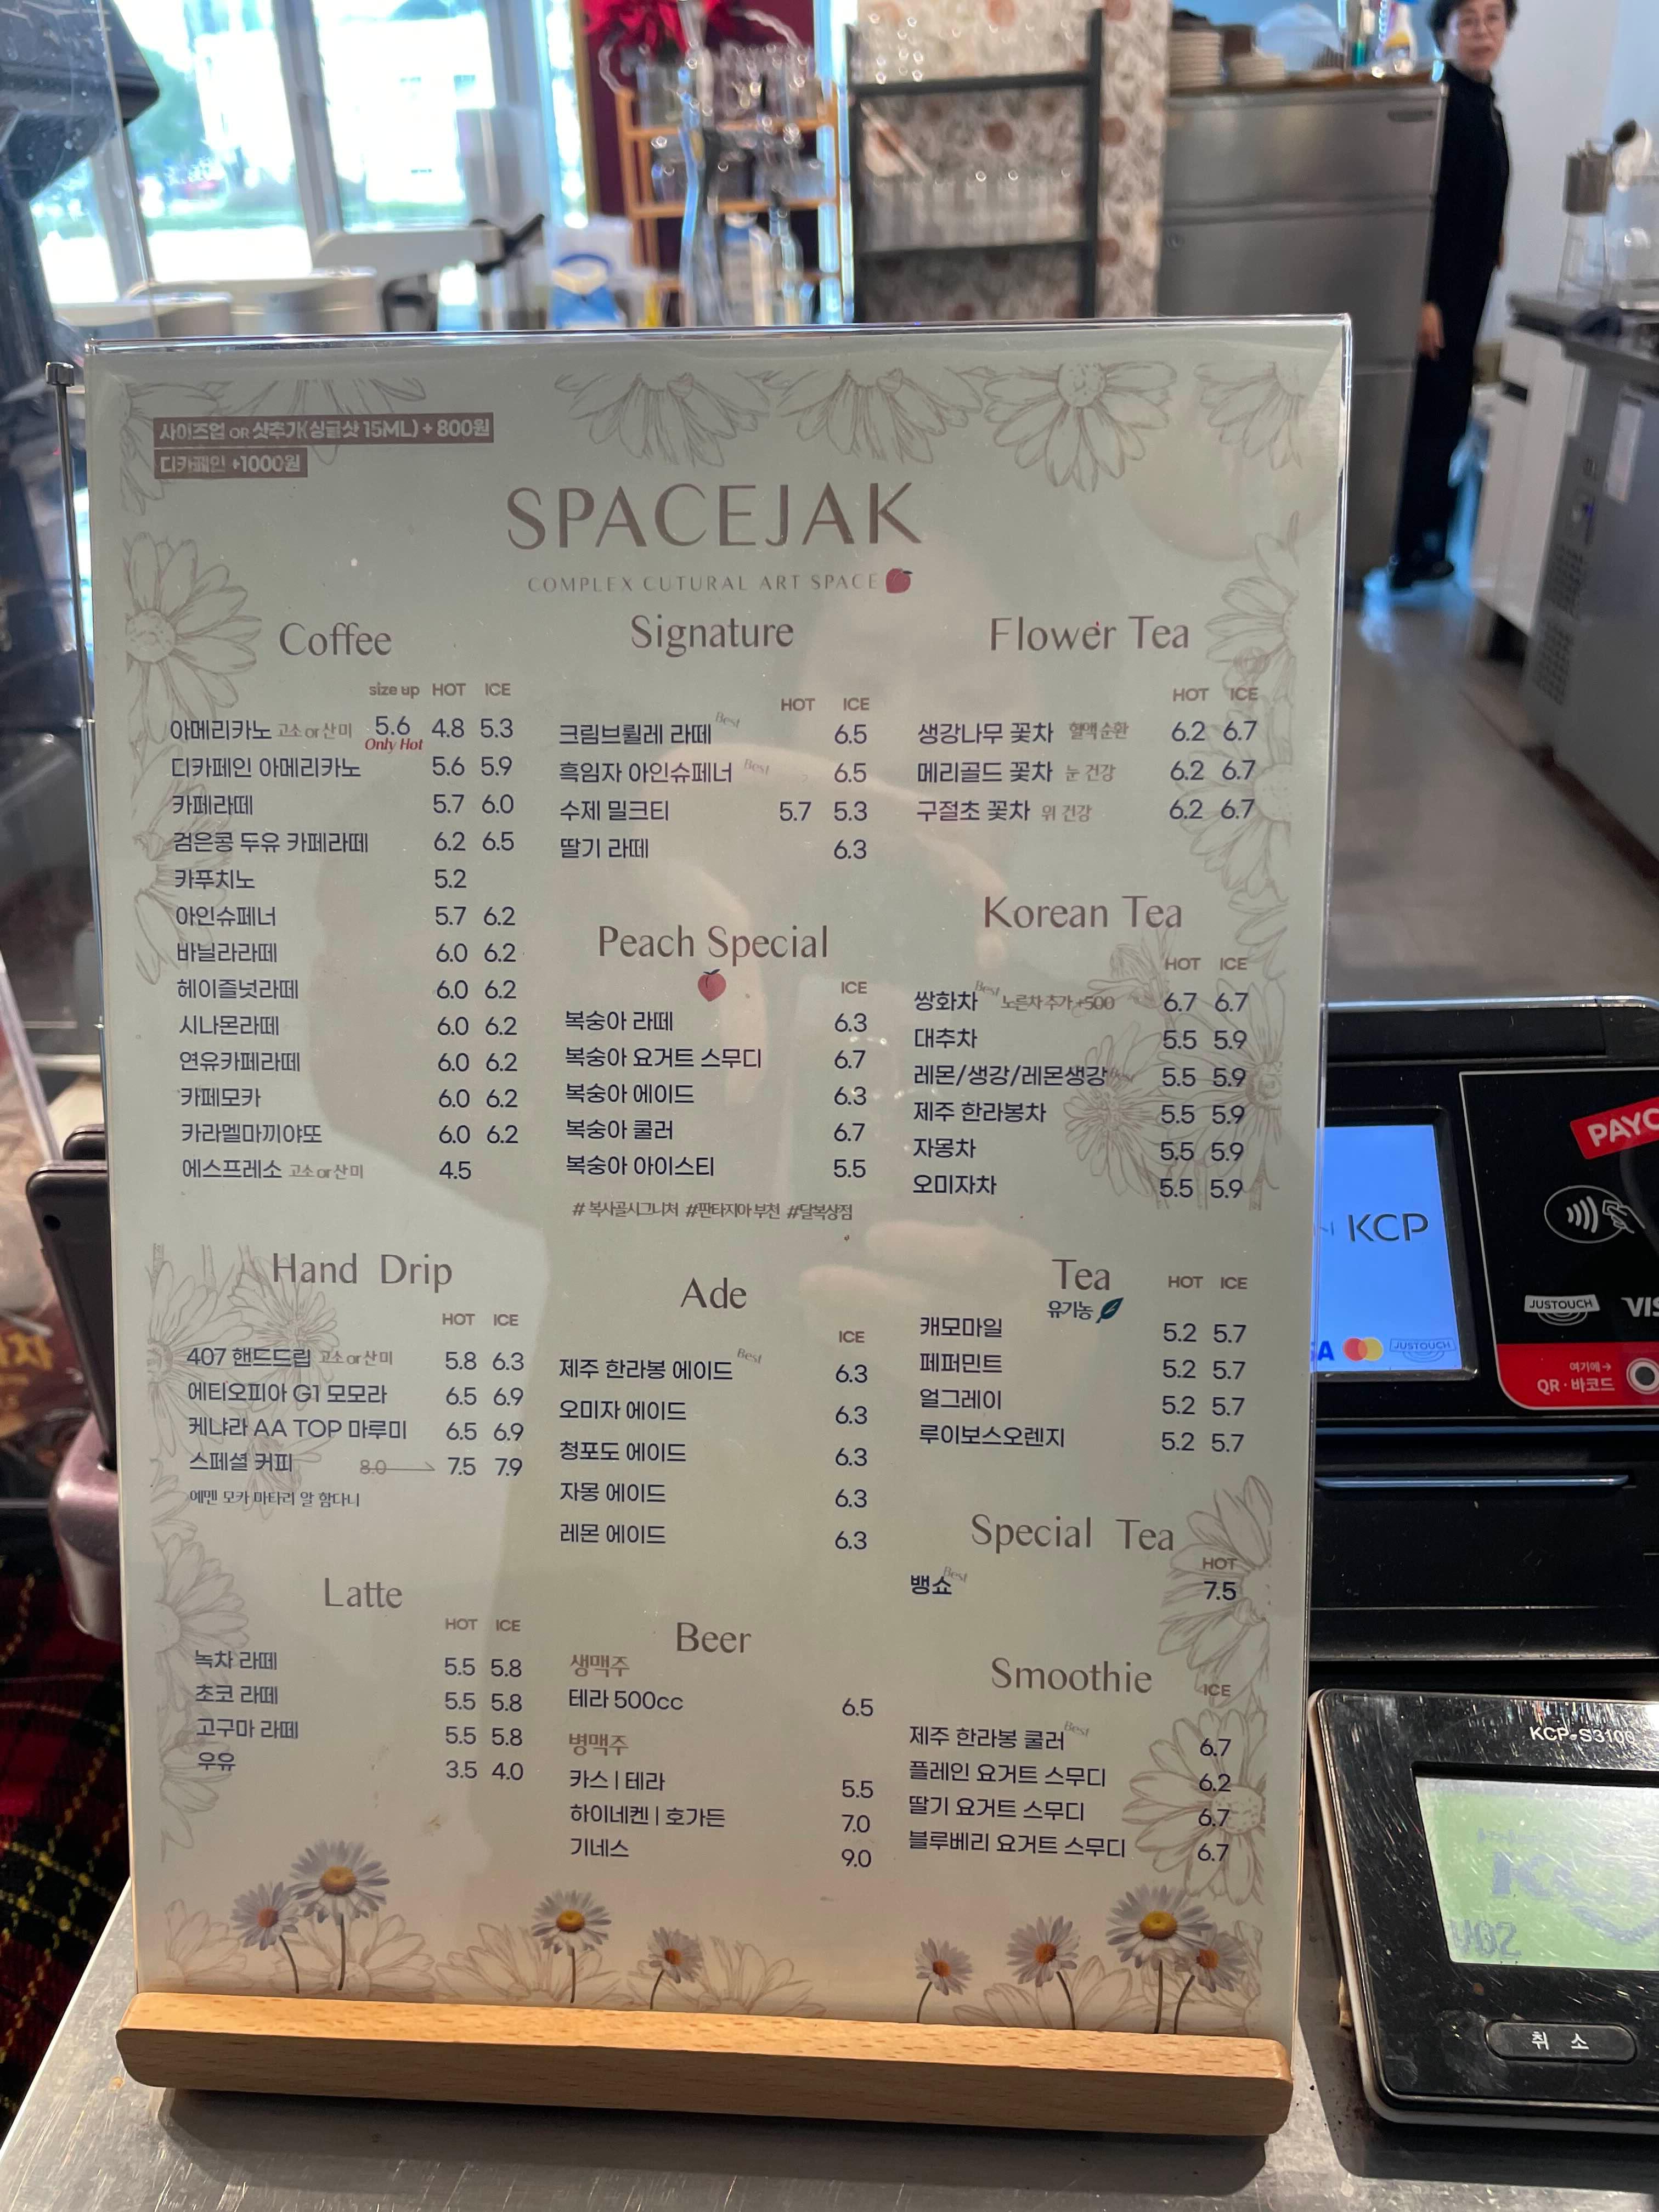 사이즈업 OR 샷추가(싱글샷 15ML) + 800원
디카페인 +1000원
SPACEJAK
COMPLEX CUTURAL ART SPACE
Coffee
size up HOT ICE
아메리카노 고소 or 산미 5.6 4.8 5.3
Only Hot
디카페인 아메리카노 5.6 5.9
카페라떼 5.7 6.0
검은콩 두유 카페라떼 6.2 6.5
카푸치노 5.2
아인슈페너 5.7 6.2
바닐라라떼 6.0 6.2
헤이즐넛라떼 6.0 6.2
시나몬라떼 6.0 6.2
연유카페라떼 6.0 6.2
카페모카 6.0 6.2
카라멜마끼야또 6.0 6.2
에스프레소 고소 or 산미 4.5
Hand Drip
HOT ICE
407 핸드드립 고소 or 산미 5.8 6.3
에티오피아 G1 모모라 6.5 6.9
케냐라 AA TOP 마루미 6.5 6.9
스페셜 커피 8.0 7.5 7.9
예멘 모카 마타리 알 함다니
Latte
HOT ICE
녹차 라떼 5.5 5.8
초코 라떼 5.5 5.8
고구마 라떼 5.5 5.8
우유 3.5 4.0
Signature
HOT ICE
크림브륄레 라떼 Best 6.5
흑임자 아인슈페너 Best 6.5
수제 밀크티 5.7 5.3
딸기 라떼 6.3
Peach Special
ICE
복숭아 라떼 6.3
복숭아 요거트 스무디 6.7
복숭아 에이드 6.3
복숭아 쿨러 6.7
복숭아 아이스티 5.5
# 복사골시그니처 #판타지아 부천 #달복상점
Ade
ICE
제주 한라봉 에이드 Best 6.3
오미자 에이드 6.3
청포도 에이드 6.3
자몽 에이드 6.3
레몬 에이드 6.3
Beer
생맥주
테라 500cc 6.5
병맥주
카스 | 테라 5.5
하이네켄 | 호가든 7.0
기네스 9.0
Flower Tea
HOT ICE
생강나무 꽃차 혈액순환 6.2 6.7
메리골드 꽃차 눈 건강 6.2 6.7
구절초 꽃차 위 건강 6.2 6.7
Korean Tea
HOT ICE
쌍화차 Best 노른자 추가 +500 6.7 6.7
대추차 5.5 5.9
레몬/생강/레몬생강 Best 5.5 5.9
제주 한라봉차 5.5 5.9
자몽차 5.5 5.9
오미자차 5.5 5.9
Tea HOT ICE
유기농
캐모마일 5.2 5.7
페퍼민트 5.2 5.7
얼그레이 5.2 5.7
루이보스오렌지 5.2 5.7
Special Tea
HOT
뱅쇼 Best 7.5
Smoothie
ICE
제주 한라봉 쿨러 Best 6.7
플레인 요거트 스무디 6.2
딸기 요거트 스무디 6.7
블루베리 요거트 스무디 6.7
PAYC
KCP
JUSTOUCH
VIS
JUSTOUCH
여기에→
QR·바코드
KCP-S3100
취 소